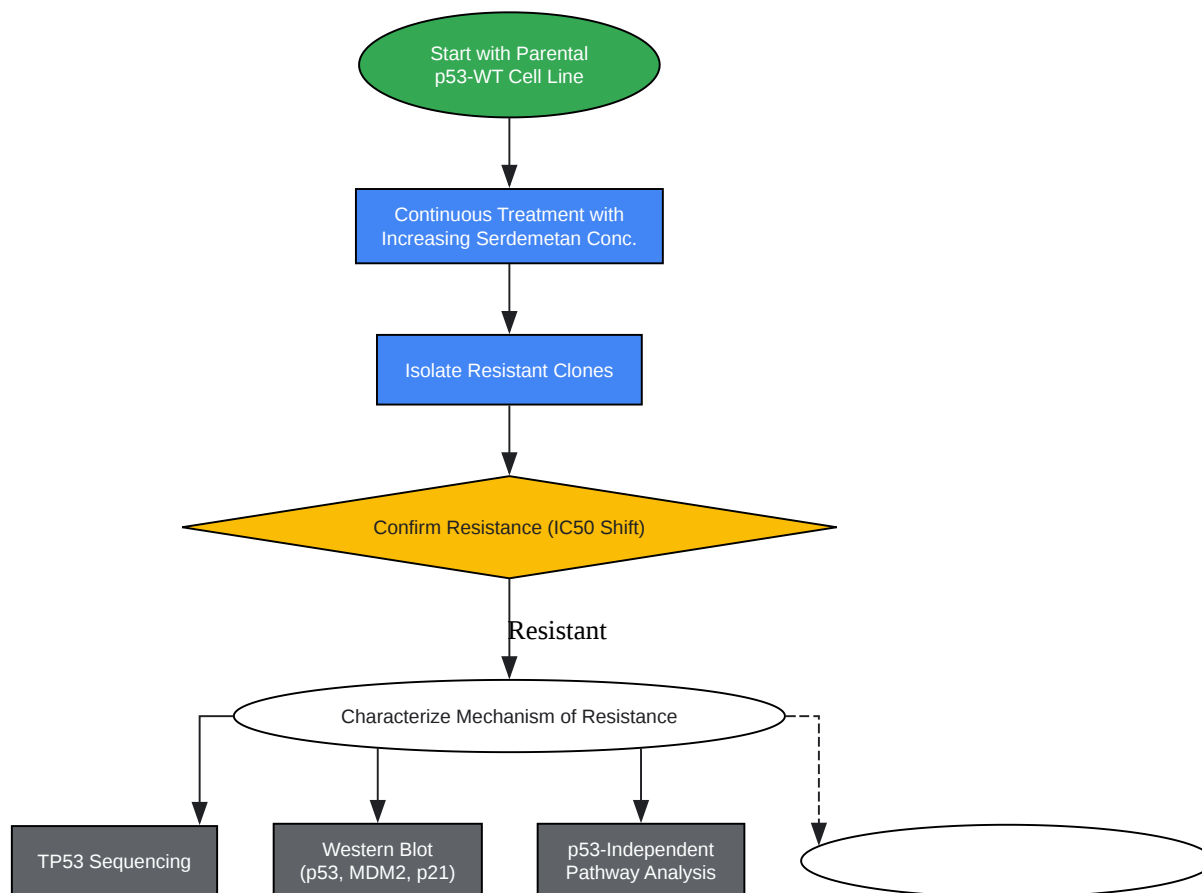 Start with Parental
p53-WT Cell Line
Continuous Treatment with
Increasing Serdemetan Conc.
Isolate Resistant Clones
Confirm Resistance (IC50 Shift)
Resistant
Characterize Mechanism of Resistance
TP53 Sequencing
Western Blot
(p53, MDM2, p21)
p53-Independent
Pathway Analysis